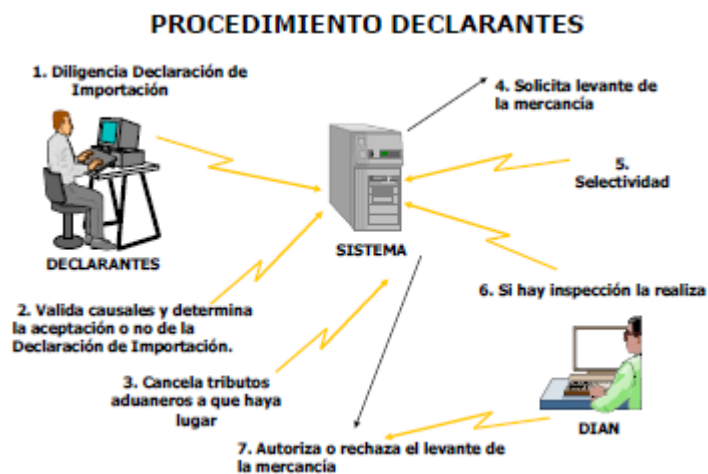 PROCEDIMIENTO DECLARANTES
1. Diligencia Declaración de
Importación
DECLARANTES
2. Valida causales y determina
la aceptación o no de la
Declaración de Importación.
3. Cancela tributos
aduaneros a que haya
lugar
SISTEMA
4. Solicita levante de
la mercancía
5.
Selectividad
6. Si hay inspección la realiza
DIAN
7. Autoriza o rechaza el levante de
la mercancía